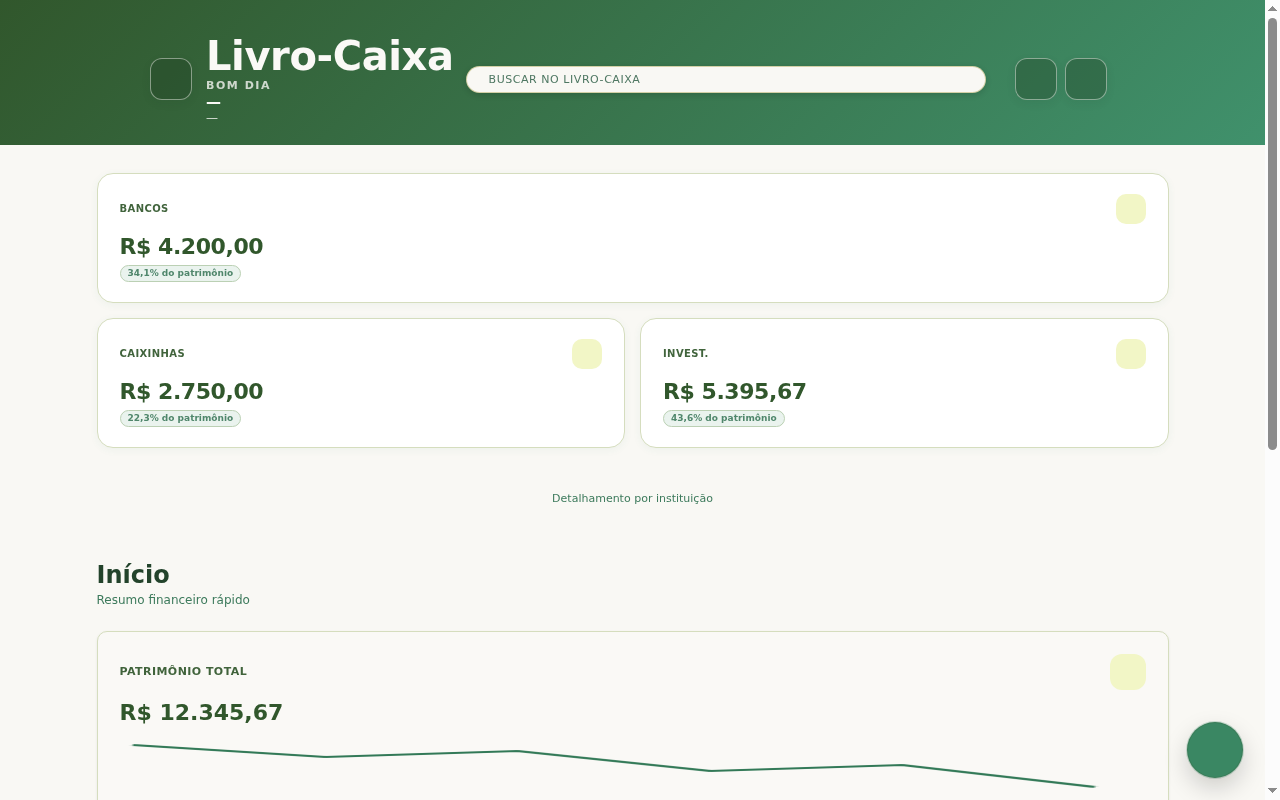 Livro-Caixa
BOM DIA
—
—
BUSCAR NO LIVRO-CAIXA
BANCOS
R$ 4.200,00
34,1% do patrimônio
CAIXINHAS
R$ 2.750,00
22,3% do patrimônio
INVEST.
R$ 5.395,67
43,6% do patrimônio
Detalhamento por instituição
Início
Resumo financeiro rápido
PATRIMÔNIO TOTAL
R$ 12.345,67